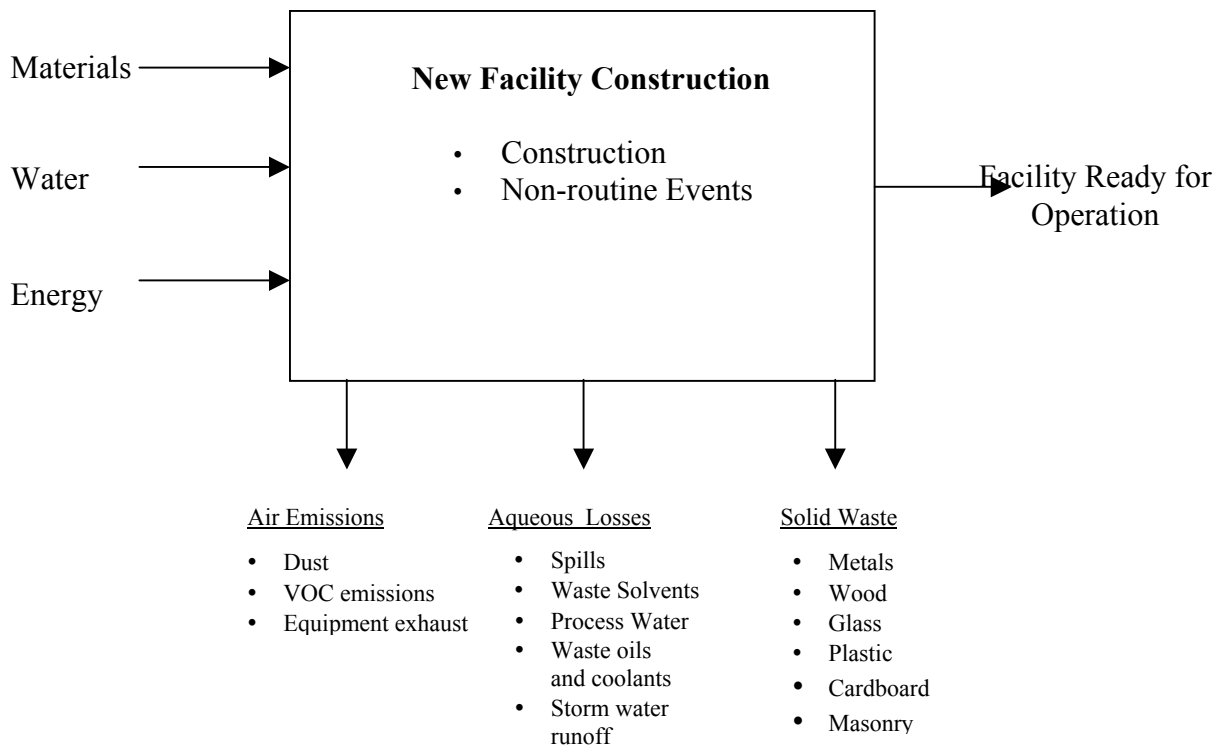 Materials
Water
Energy
New Facility Construction
• Construction
• Non-routine Events
Facility Ready for
Operation
Air Emissions
• Dust
• VOC emissions
• Equipment exhaust
Aqueous Losses
• Spills
• Waste Solvents
• Process Water
• Waste oils
and coolants
• Storm water
runoff
Solid Waste
• Metals
• Wood
• Glass
• Plastic
• Cardboard
• Masonry